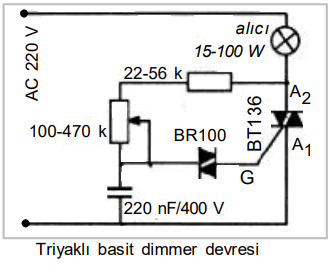 AC 220 V
alıcı
15-100 W
22-56 k
A2
100-470 k
BR100
BT136
A1
G
220 nF/400 V
Triyaklı basit dimmer devresi